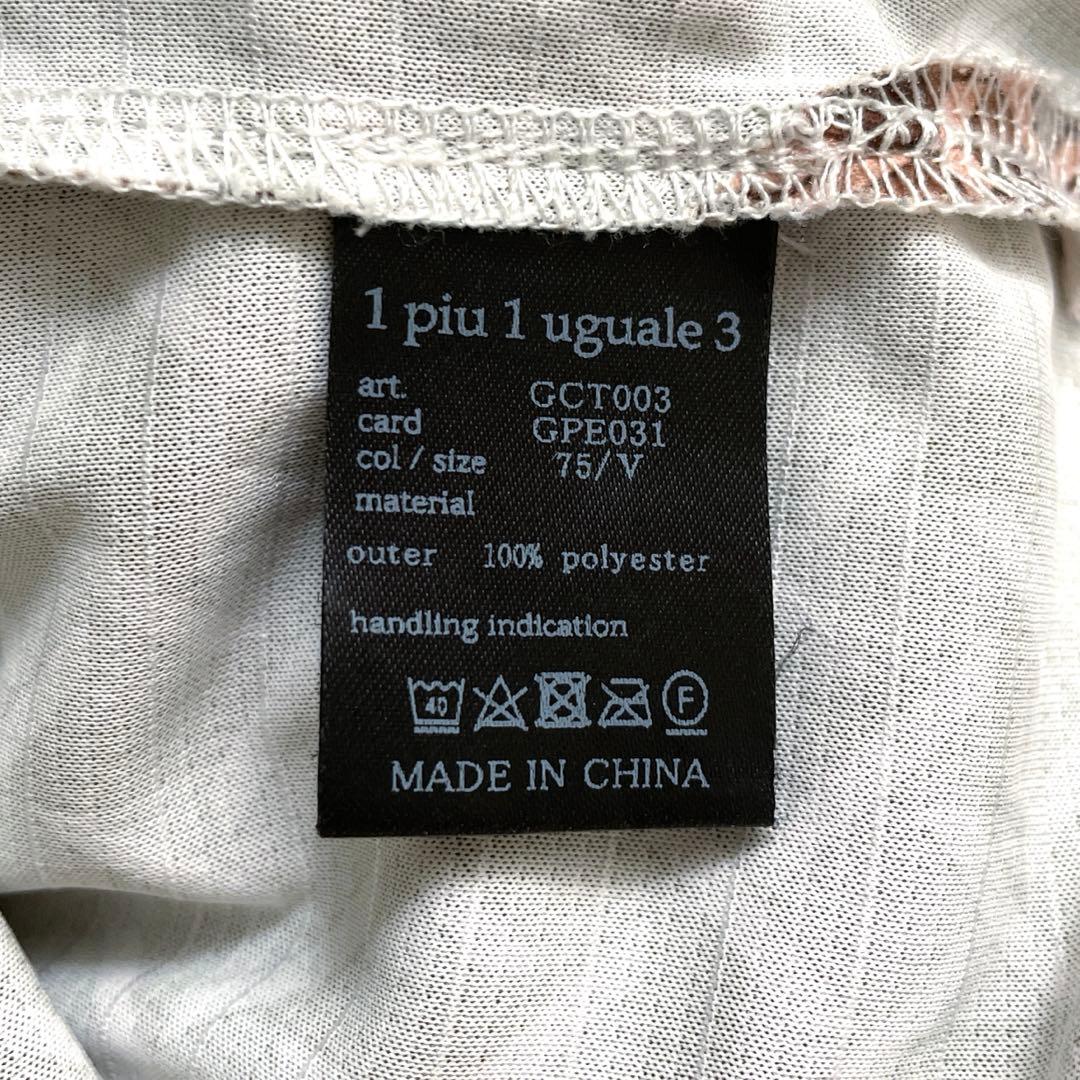 1 piu 1 uguale 3
art. GCT003
card GPE031
col / size 75/V
material
outer 100% polyester
handling indication
40 F
MADE IN CHINA